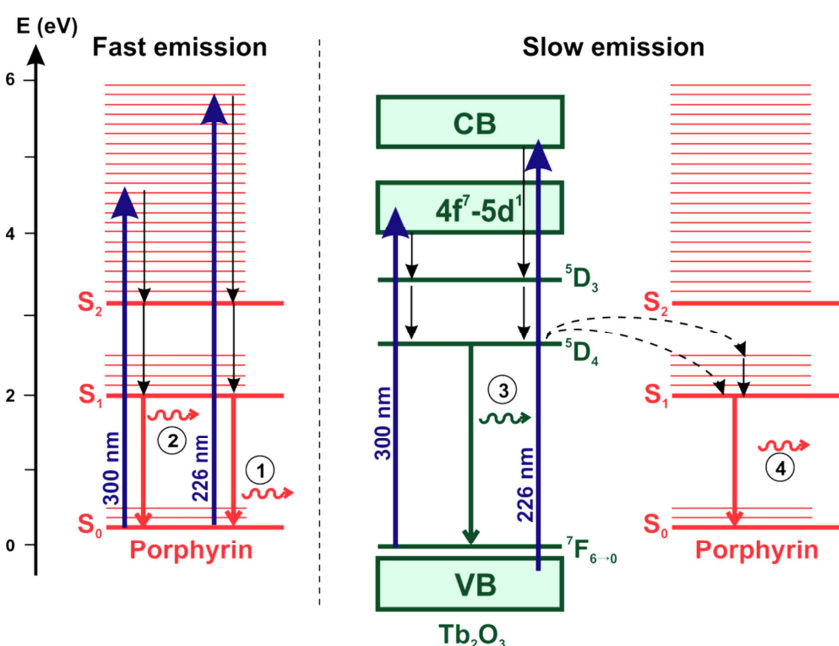 E (eV)
Fast emission
Slow emission
6
4
2
0
S₂
S₁
S₀
300 nm
226 nm
2
1
Porphyrin
CB
4f⁷-5d¹
⁵D₃
⁵D₄
3
300 nm
226 nm
⁷F₆→₀
VB
Tb₂O₃
S₂
S₁
S₀
4
Porphyrin